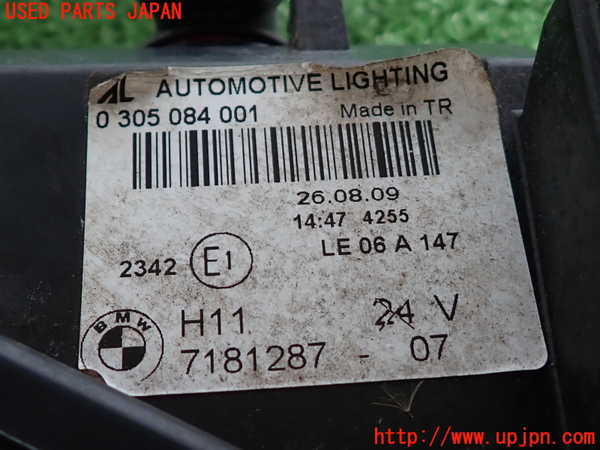 USED PARTS JAPAN
AL AUTOMOTIVE LIGHTING
0 305 084 001 Made in TR
26.08.09
14:47 4255
LE 06 A 147
2342 E1
BMW
H11. 24 V
7181287 - 07
UPJ
http://www.upjpn.com/